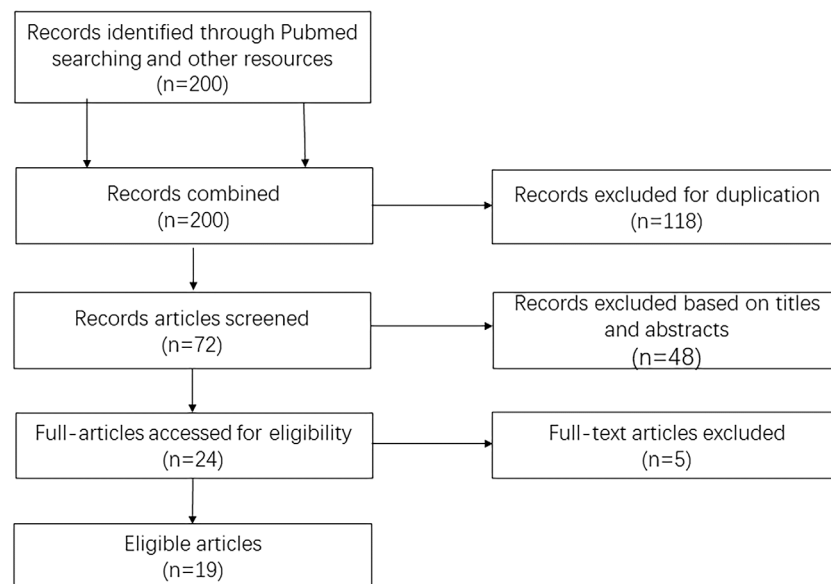 Records identified through Pubmed
searching and other resources
(n=200)
Records combined
(n=200)
Records excluded for duplication
(n=118)
Records articles screened
(n=72)
Records excluded based on titles
and abstracts
(n=48)
Full-articles accessed for eligibility
(n=24)
Full-text articles excluded
(n=5)
Eligible articles
(n=19)